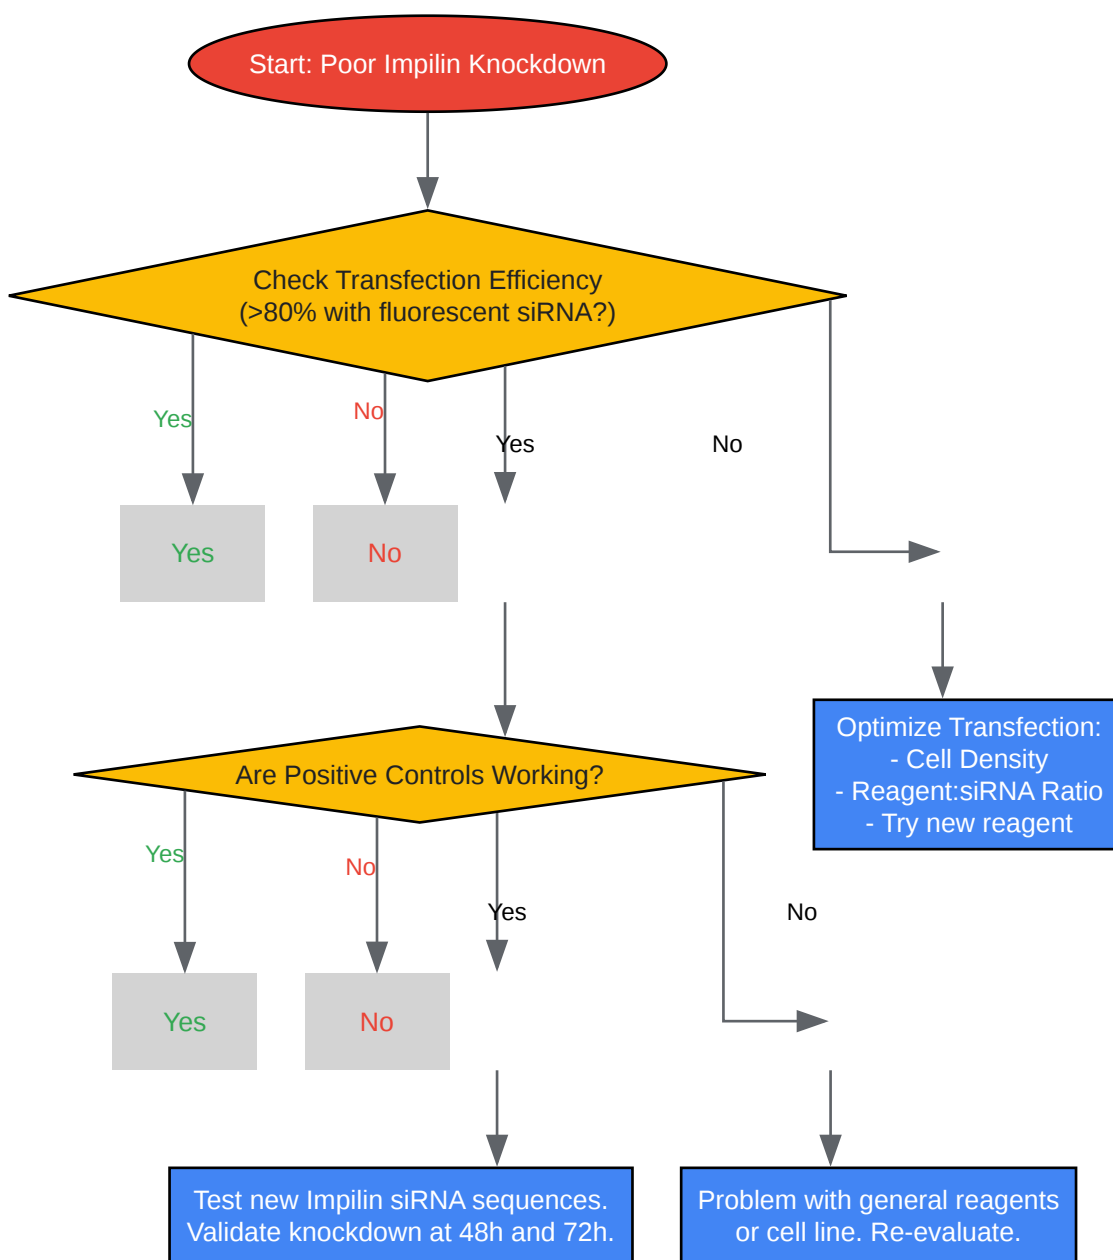 Start: Poor Impilin Knockdown
Check Transfection Efficiency
(>80% with fluorescent siRNA?)
Yes
No
Yes
No
Yes
No
Optimize Transfection:
- Cell Density
- Reagent:siRNA Ratio
- Try new reagent
Are Positive Controls Working?
Yes
No
Yes
No
Yes
No
Test new Impilin siRNA sequences.
Validate knockdown at 48h and 72h.
Problem with general reagents
or cell line. Re-evaluate.